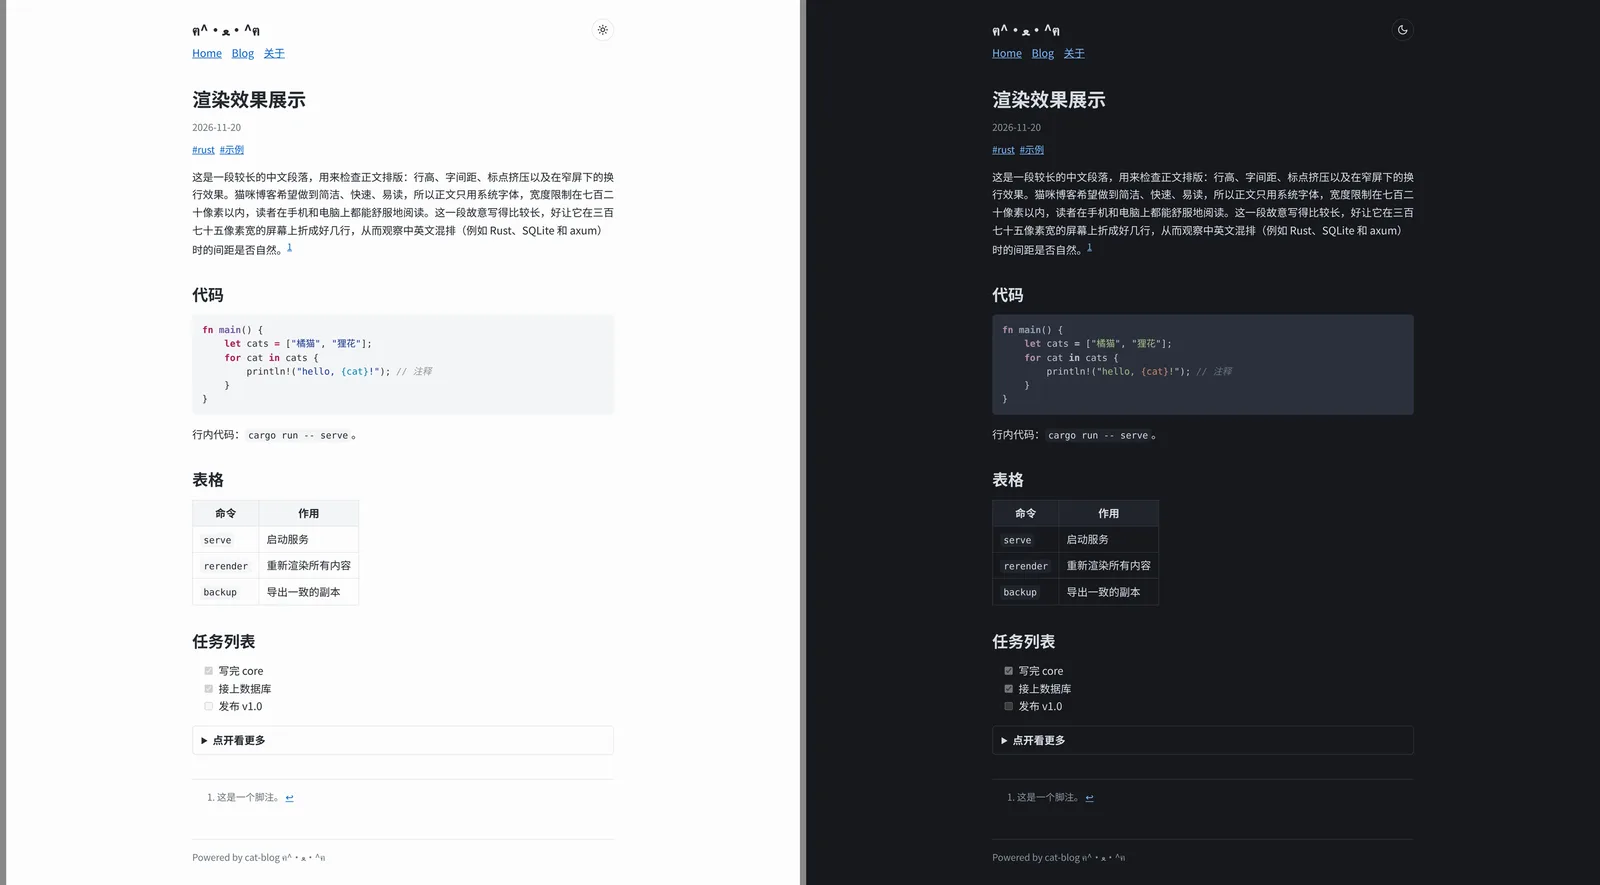 ฅ^•ﻌ•^ฅ
Home Blog 关于
渲染效果展示
2026-11-20
#rust #示例
这是一段较长的中文段落，用来检查正文排版：行高、字间距、标点挤压以及在窄屏下的换
行效果。猫咪博客希望做到简洁、快速、易读，所以正文只用系统字体，宽度限制在七百二
十像素以内，读者在手机和电脑上都能舒服地阅读。这一段故意写得比较长，好让它在三百
七十五像素宽的屏幕上折成好几行，从而观察中英文混排（例如 Rust、SQLite 和 axum）
时的间距是否自然。1
代码
fn main() {
    let cats = ["橘猫", "狸花"];
    for cat in cats {
        println!("hello, {cat}!"); // 注释
    }
}
行内代码： cargo run -- serve 。
表格
命令 作用
serve 启动服务
rerender 重新渲染所有内容
backup 导出一致的副本
任务列表
写完 core
接上数据库
发布 v1.0
▶ 点开看更多
1. 这是一个脚注。 ↩
Powered by cat-blog ฅ^•ﻌ•^ฅ
ฅ^•ﻌ•^ฅ
Home Blog 关于
渲染效果展示
2026-11-20
#rust #示例
这是一段较长的中文段落，用来检查正文排版：行高、字间距、标点挤压以及在窄屏下的换
行效果。猫咪博客希望做到简洁、快速、易读，所以正文只用系统字体，宽度限制在七百二
十像素以内，读者在手机和电脑上都能舒服地阅读。这一段故意写得比较长，好让它在三百
七十五像素宽的屏幕上折成好几行，从而观察中英文混排（例如 Rust、SQLite 和 axum）
时的间距是否自然。1
代码
fn main() {
    let cats = ["橘猫", "狸花"];
    for cat in cats {
        println!("hello, {cat}!"); // 注释
    }
}
行内代码： cargo run -- serve 。
表格
命令 作用
serve 启动服务
rerender 重新渲染所有内容
backup 导出一致的副本
任务列表
写完 core
接上数据库
发布 v1.0
▶ 点开看更多
1. 这是一个脚注。 ↩
Powered by cat-blog ฅ^•ﻌ•^ฅ